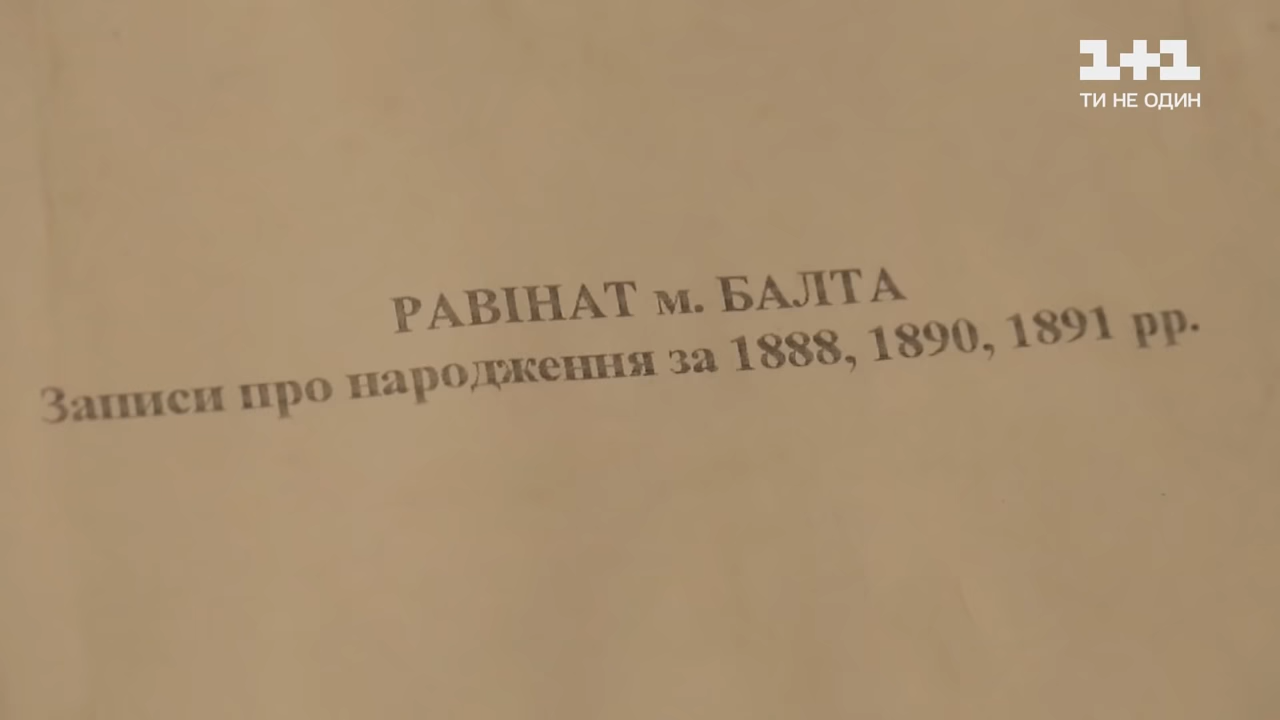 1+1
ТИ НЕ ОДИН
РАВІНАТ м. БАЛТА
Записи про народження за 1888, 1890, 1891 рр.